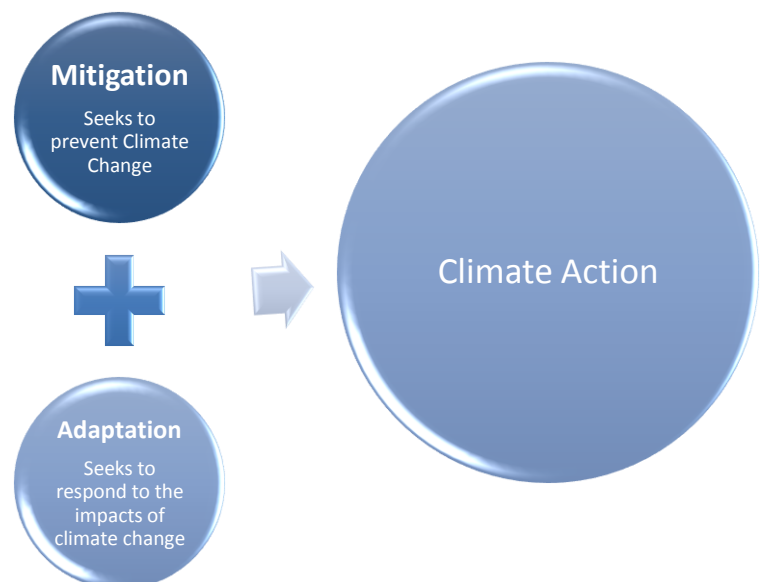 Mitigation
Seeks to
prevent Climate
Change
Adaptation
Seeks to
respond to the
impacts of
climate change
Climate Action